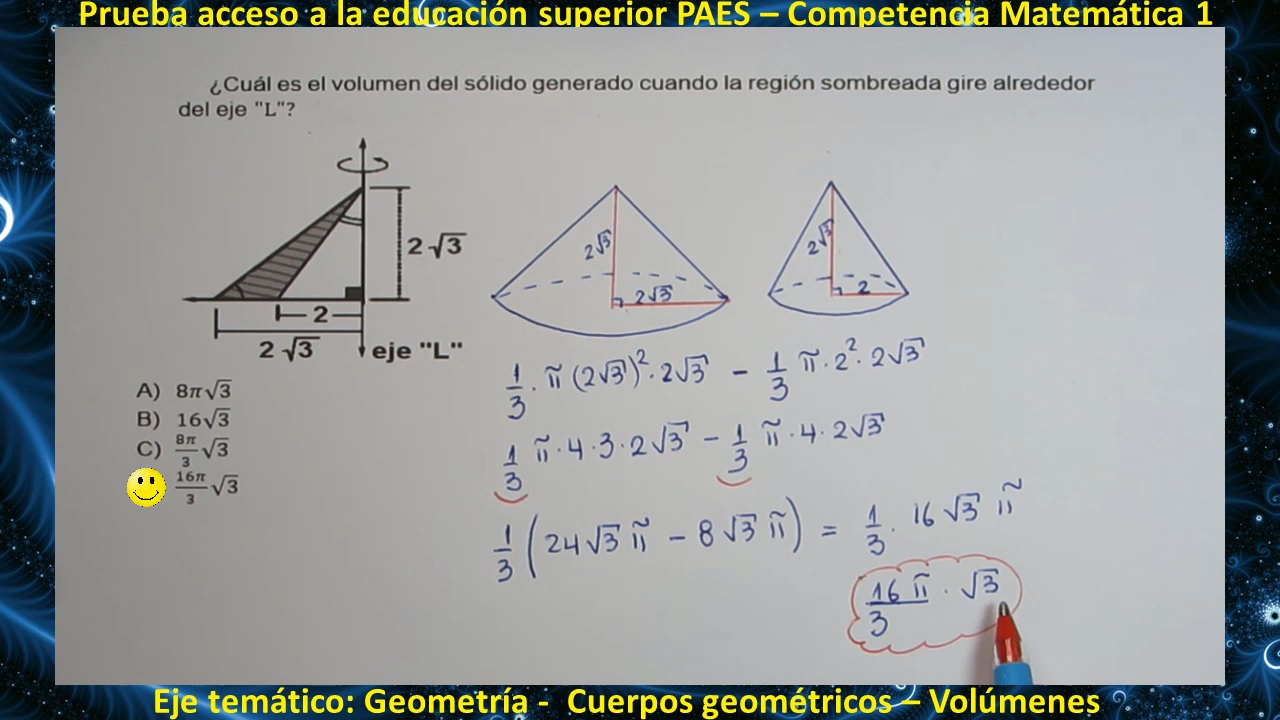 Prueba acceso a la educación superior PAES – Competencia Matemática 1
¿Cuál es el volumen del sólido generado cuando la región sombreada gire alrededor
del eje "L"?
2 √3
2
2 √3
eje "L"
A) 8π√3
B) 16√3
C) 8π/3 √3
16π/3 √3
2√3
2√3
2√3
2
1/3 · π (2√3)² · 2√3 − 1/3 π · 2² · 2√3
1/3 π · 4 · 3 · 2√3 − 1/3 π · 4 · 2√3
1/3 (24√3 π − 8√3 π) = 1/3 · 16√3 π
16π/3 · √3
Eje temático: Geometría - Cuerpos geométricos – Volúmenes